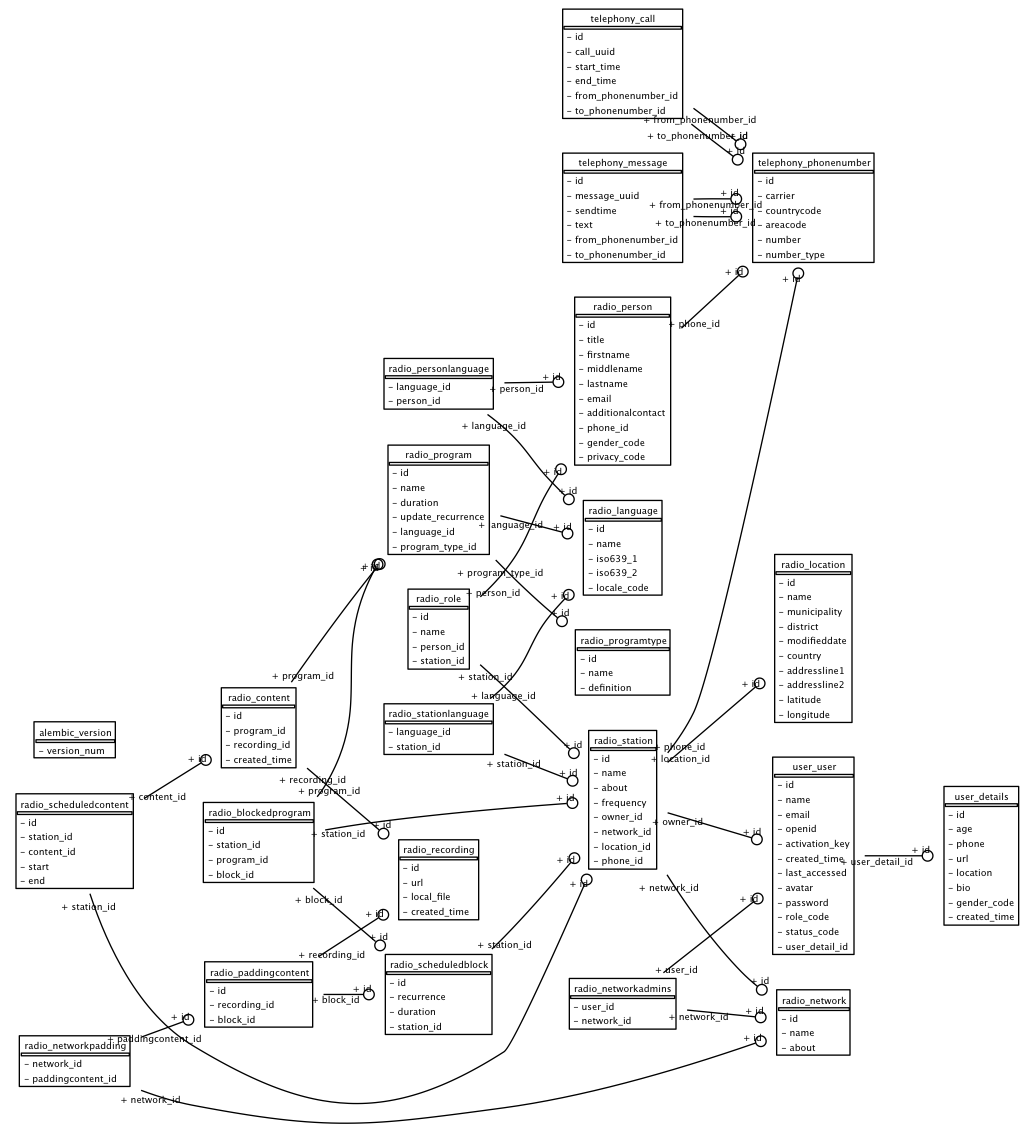 telephony_call
– id
– call_uuid
– start_time
– end_time
– from_phonenumber_id
– to_phonenumber_id
+ from_phonenumber_id
+ to_phonenumber_id
+ id
+ id
telephony_message
– id
– message_uuid
– sendtime
– text
– from_phonenumber_id
– to_phonenumber_id
+ id
+ from_phonenumber_id
+ id
+ to_phonenumber_id
telephony_phonenumber
– id
– carrier
– countrycode
– areacode
– number
– number_type
+ id
+ id
+ phone_id
radio_person
– id
– title
– firstname
– middlename
– lastname
– email
– additionalcontact
– phone_id
– gender_code
– privacy_code
radio_personlanguage
– language_id
– person_id
+ id
+ person_id
+ language_id
radio_program
– id
– name
– duration
– update_recurrence
– language_id
– program_type_id
+ id
+ id
+ language_id
+ id
radio_language
– id
– name
– iso639_1
– iso639_2
– locale_code
+ id
+ program_type_id
+ person_id
+ id
+ id
radio_role
– id
– name
– person_id
– station_id
radio_programtype
– id
– name
– definition
radio_location
– id
– name
– municipality
– district
– modifieddate
– country
– addressline1
– addressline2
– latitude
– longitude
+ program_id
+ station_id
+ language_id
+ id
radio_content
– id
– program_id
– recording_id
– created_time
radio_stationlanguage
– language_id
– station_id
+ id
+ station_id
+ id
+ id
alembic_version
– version_num
radio_station
– id
– name
– about
– frequency
– owner_id
– network_id
– location_id
– phone_id
+ phone_id
+ location_id
+ id
+ content_id
+ recording_id
+ program_id
radio_scheduledcontent
– id
– station_id
– content_id
– start
– end
radio_blockedprogram
– id
– station_id
– program_id
– block_id
+ id
+ station_id
radio_recording
– id
– url
– local_file
– created_time
+ owner_id
+ id
user_user
– id
– name
– email
– openid
– activation_key
– created_time
– last_accessed
– avatar
– password
– role_code
– status_code
– user_detail_id
+ id
+ user_detail_id
user_details
– id
– age
– phone
– url
– location
– bio
– gender_code
– created_time
+ id
+ id
+ network_id
+ id
+ station_id
+ block_id
+ id
+ id
+ station_id
+ recording_id
radio_paddingcontent
– id
– recording_id
– block_id
+ id
+ block_id
radio_scheduledblock
– id
– recurrence
– duration
– station_id
+ user_id
+ id
radio_networkadmins
– user_id
– network_id
+ id
+ network_id
radio_network
– id
– name
– about
+ id
+ id
+ paddingcontent_id
radio_networkpadding
– network_id
– paddingcontent_id
+ network_id